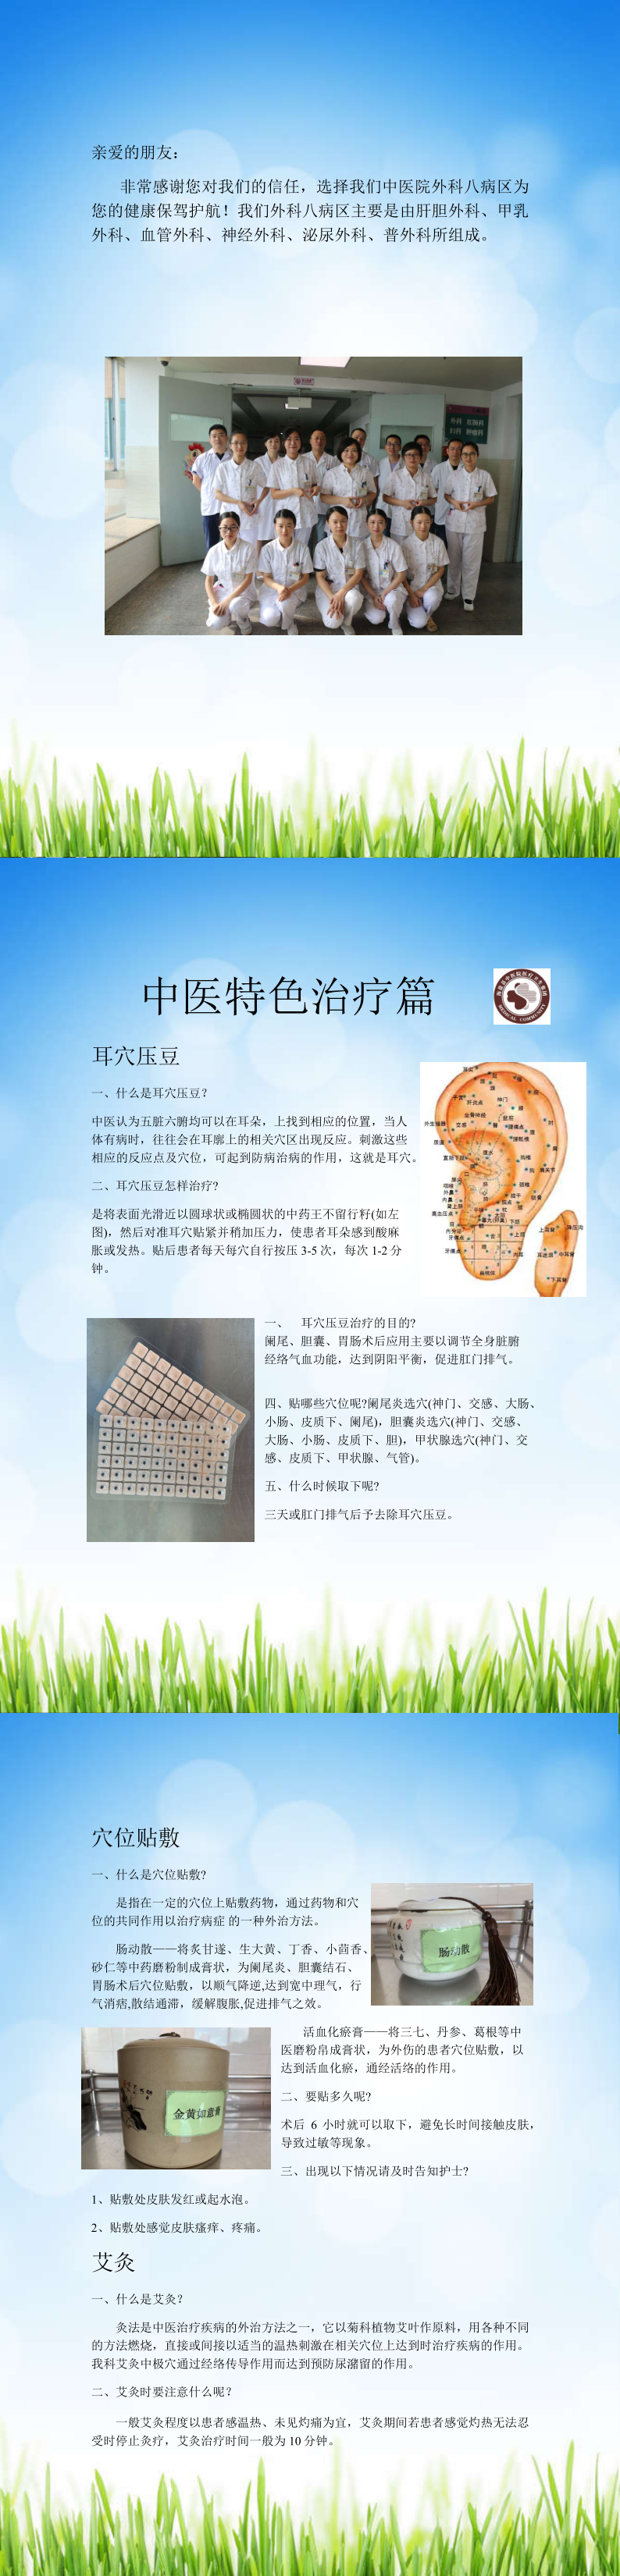 亲爱的朋友：
非常感谢您对我们的信任，选择我们中医院外科八病区为
您的健康保驾护航！我们外科八病区主要是由肝胆外科、甲乳
外科、血管外科、神经外科、泌尿外科、普外科所组成。
中医特色治疗篇
耳穴压豆
一、什么是耳穴压豆?
中医认为五脏六腑均可以在耳朵，上找到相应的位置，当人
体有病时，往往会在耳廓上的相关穴区出现反应。刺激这些
相应的反应点及穴位，可起到防病治病的作用，这就是耳穴。
二、耳穴压豆怎样治疗?
是将表面光滑近以圆球状或椭圆状的中药王不留行籽(如左
图)，然后对准耳穴贴紧并稍加压力，使患者耳朵感到酸麻
胀或发热。贴后患者每天每穴自行按压 3-5 次，每次 1-2 分
钟。
一、 耳穴压豆治疗的目的?
阑尾、胆囊、胃肠术后应用主要以调节全身脏腑
经络气血功能，达到阴阳平衡，促进肛门排气。
四、贴哪些穴位呢?阑尾炎选穴(神门、交感、大肠、
小肠、皮质下、阑尾)，胆囊炎选穴(神门、交感、
大肠、小肠、皮质下、胆)，甲状腺选穴(神门、交
感、皮质下、甲状腺、气管)。
五、什么时候取下呢?
三天或肛门排气后予去除耳穴压豆。
穴位贴敷
一、什么是穴位贴敷?
是指在一定的穴位上贴敷药物，通过药物和穴
位的共同作用以治疗病症 的一种外治方法。
肠动散
肠动散——将炙甘遂、生大黄、丁香、小茴香、
砂仁等中药磨粉制成膏状，为阑尾炎、胆囊结石、
胃肠术后穴位贴敷，以顺气降逆,达到宽中理气，行
气消痞,散结通滞，缓解腹胀,促进排气之效。
金黄如意膏
活血化瘀膏——将三七、丹参、葛根等中
医磨粉帛成膏状，为外伤的患者穴位贴敷，以
达到活血化瘀，通经活络的作用。
二、要贴多久呢?
术后 6 小时就可以取下，避免长时间接触皮肤，
导致过敏等现象。
三、出现以下情况请及时告知护士?
1、贴敷处皮肤发红或起水泡。
2、贴敷处感觉皮肤瘙痒、疼痛。
艾灸
一、什么是艾灸?
灸法是中医治疗疾病的外治方法之一，它以菊科植物艾叶作原料，用各种不同
的方法燃烧，直接或间接以适当的温热刺激在相关穴位上达到时治疗疾病的作用。
我科艾灸中极穴通过经络传导作用而达到预防尿潴留的作用。
二、艾灸时要注意什么呢?
一般艾灸程度以患者感温热、未见灼痛为宜，艾灸期间若患者感觉灼热无法忍
受时停止灸疗，艾灸治疗时间一般为 10 分钟。